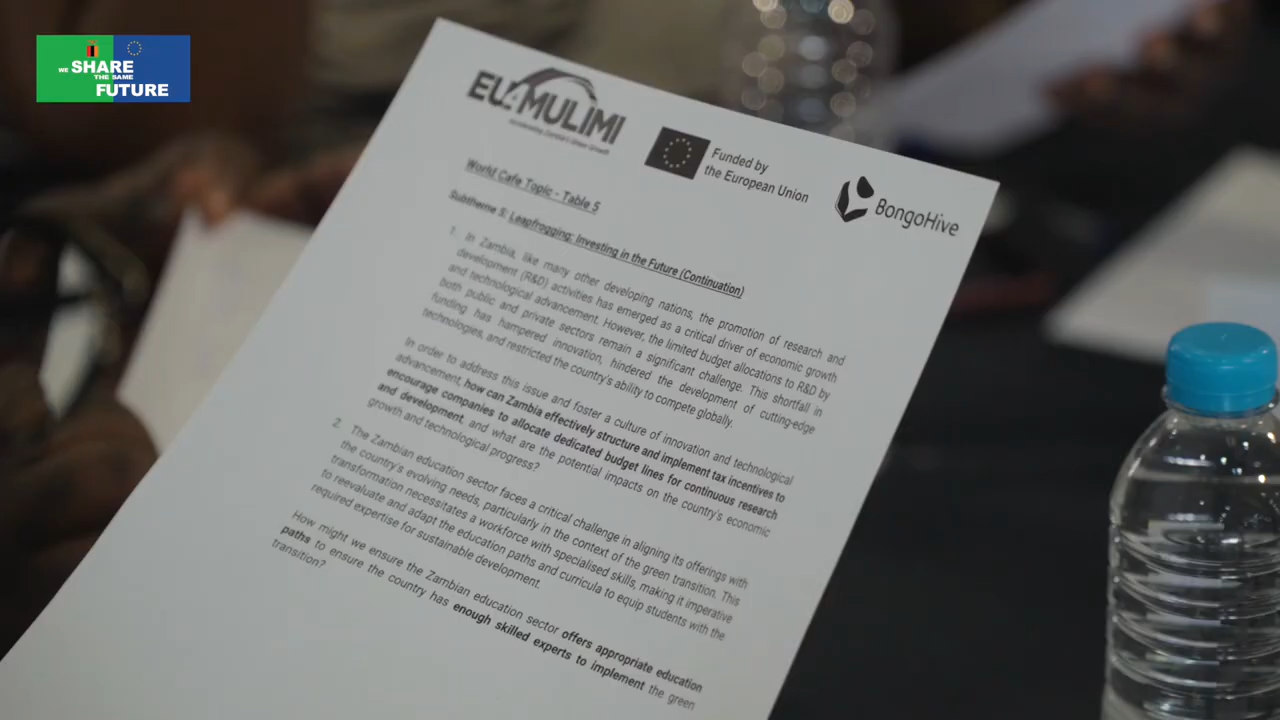 WE SHARE
THE SAME
FUTURE
EU4MULIMI
Funded by
the European Union
BongoHive
World Cafe Topic - Table 5
Subtheme 5: Leapfrogging: Investing in the Future (Continuation)
1. In Zambia, like many other developing nations, the promotion of research and
development (R&D) activities has emerged as a critical driver of economic growth
and technological advancement. However, the limited budget allocations to R&D by
both public and private sectors remain a significant challenge. This shortfall in
funding has hampered innovation, hindered the development of cutting-edge
technologies, and restricted the country's ability to compete globally.
In order to address this issue and foster a culture of innovation and technological
advancement, how can Zambia effectively structure and implement tax incentives to
encourage companies to allocate dedicated budget lines for continuous research
and development, and what are the potential impacts on the country's economic
growth and technological progress?
2. The Zambian education sector faces a critical challenge in aligning its offerings with
the country's evolving needs, particularly in the context of the green transition. This
transformation necessitates a workforce with specialised skills, making it imperative
to reevaluate and adapt the education paths and curricula to equip students with the
required expertise for sustainable development.
How might we ensure the Zambian education sector offers appropriate education
paths to ensure the country has enough skilled experts to implement the green
transition?